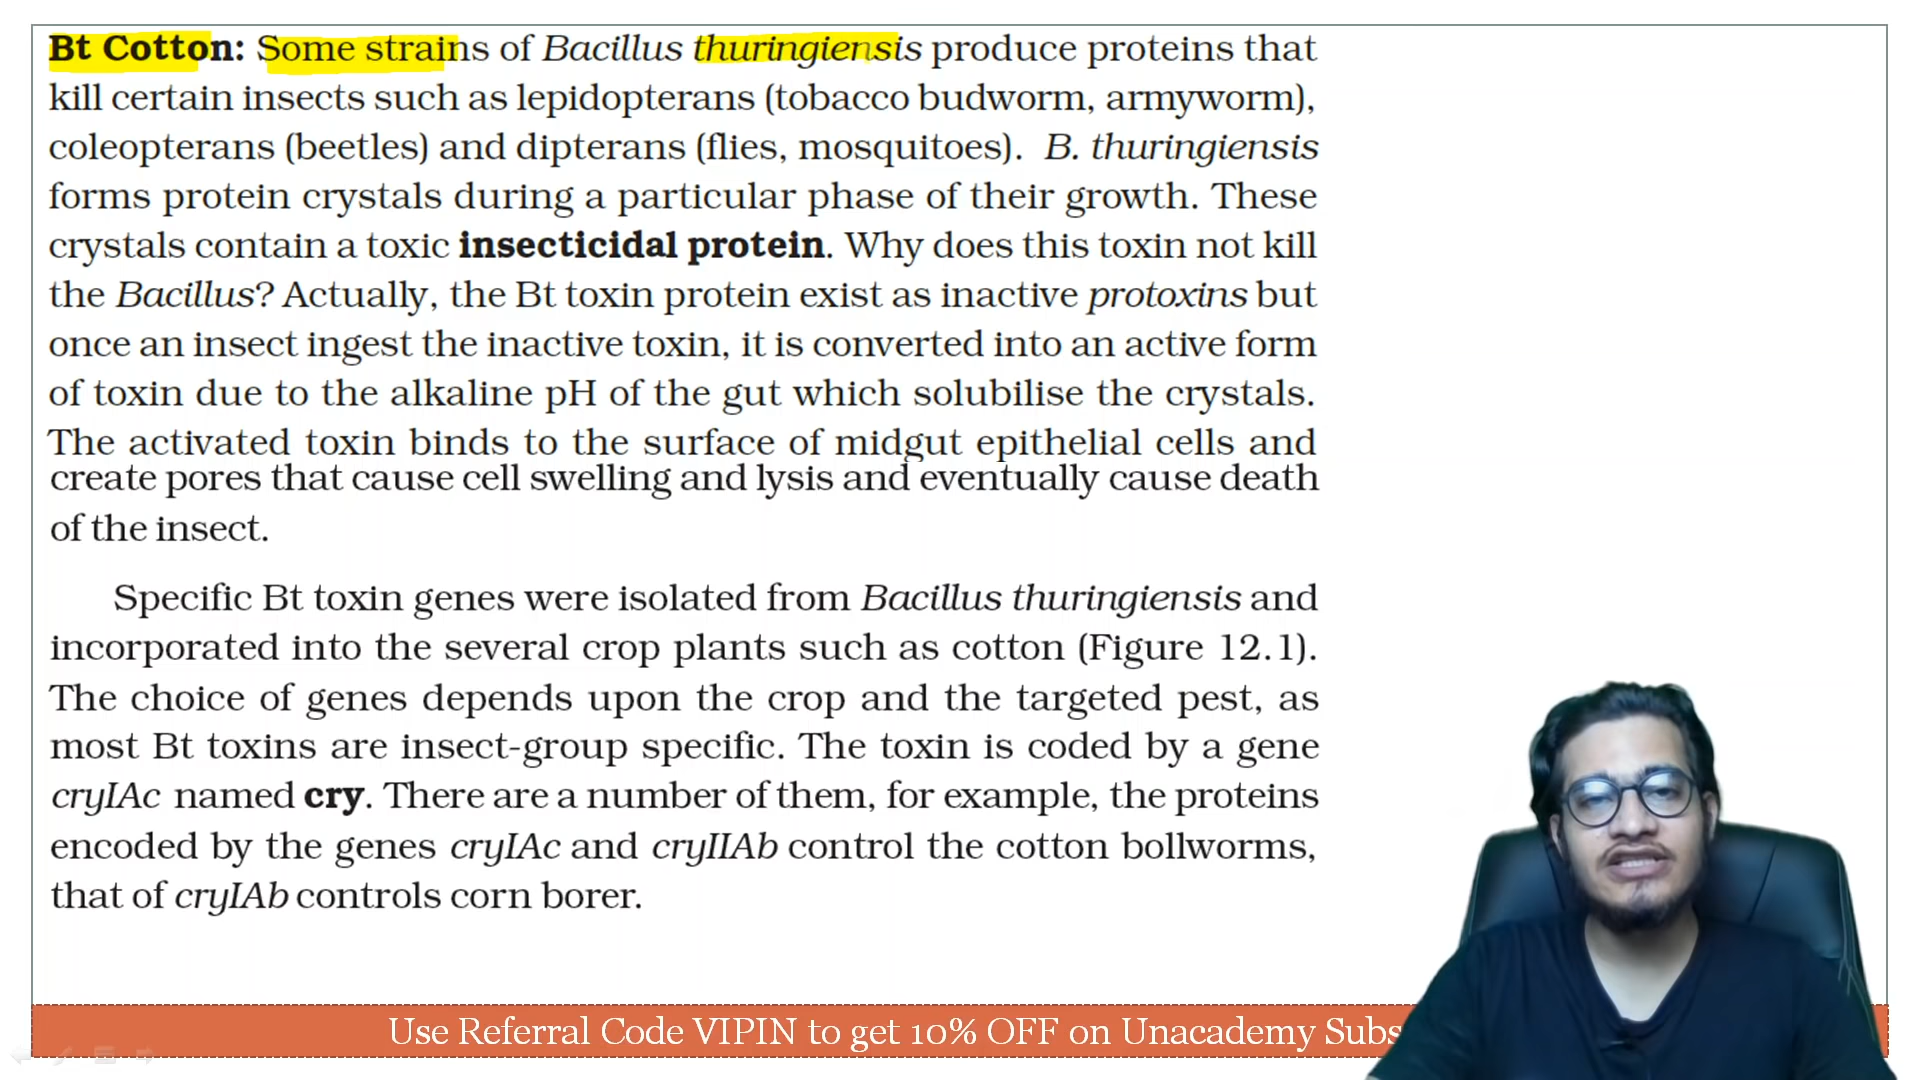 Bt Cotton: Some strains of Bacillus thuringiensis produce proteins that
kill certain insects such as lepidopterans (tobacco budworm, armyworm),
coleopterans (beetles) and dipterans (flies, mosquitoes). B. thuringiensis
forms protein crystals during a particular phase of their growth. These
crystals contain a toxic insecticidal protein. Why does this toxin not kill
the Bacillus? Actually, the Bt toxin protein exist as inactive protoxins but
once an insect ingest the inactive toxin, it is converted into an active form
of toxin due to the alkaline pH of the gut which solubilise the crystals.
The activated toxin binds to the surface of midgut epithelial cells and
create pores that cause cell swelling and lysis and eventually cause death
of the insect.
Specific Bt toxin genes were isolated from Bacillus thuringiensis and
incorporated into the several crop plants such as cotton (Figure 12.1).
The choice of genes depends upon the crop and the targeted pest, as
most Bt toxins are insect-group specific. The toxin is coded by a gene
cryIAc named cry. There are a number of them, for example, the proteins
encoded by the genes cryIAc and cryIIAb control the cotton bollworms,
that of cryIAb controls corn borer.
Use Referral Code VIPIN to get 10% OFF on Unacademy Subs